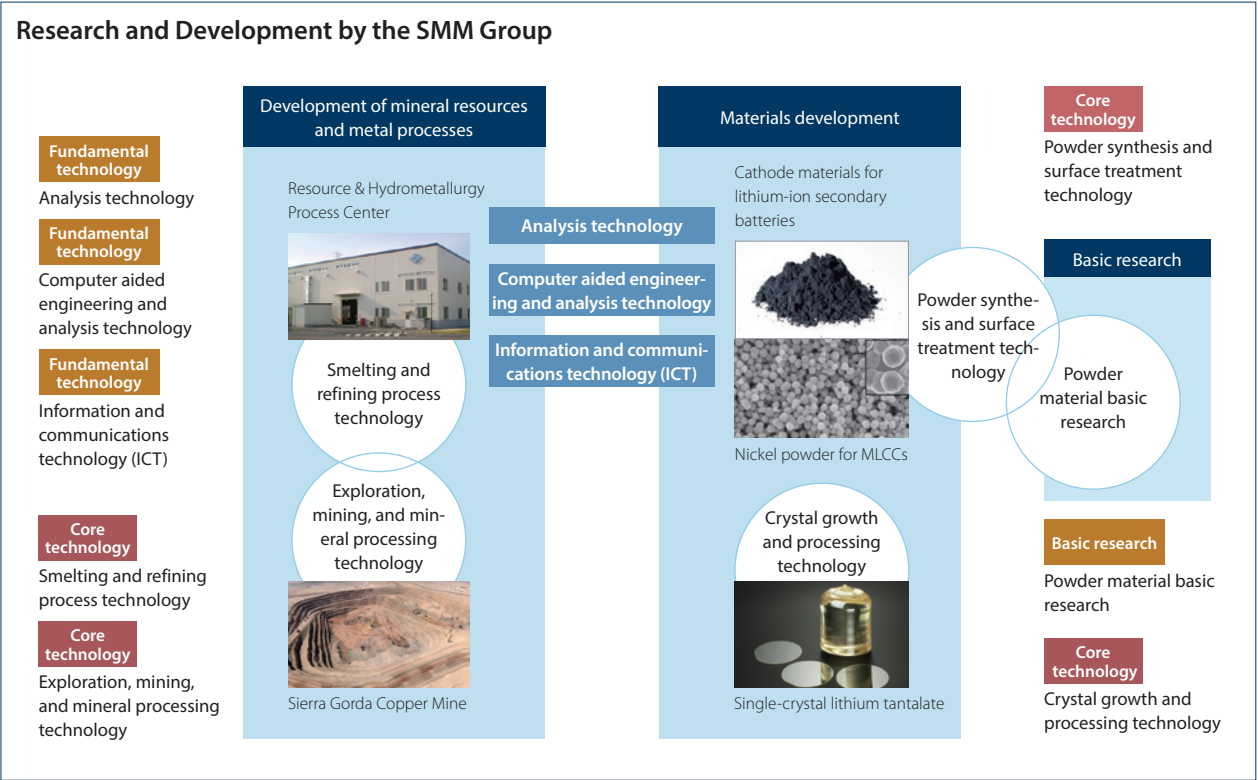 Research and Development by the SMM Group
Fundamental
technology
Analysis technology
Fundamental
technology
Computer aided
engineering and
analysis technology
Fundamental
technology
Information and
communications
technology (ICT)
Core
technology
Smelting and refining
process technology
Core
technology
Exploration, mining,
and mineral processing
technology
Development of mineral resources
and metal processes
Resource & Hydrometallurgy
Process Center
Smelting and
refining process
technology
Exploration,
mining, and min-
eral processing
technology
Sierra Gorda Copper Mine
Analysis technology
Computer aided engineer-
ing and analysis technology
Information and communi-
cations technology (ICT)
Materials development
Cathode materials for
lithium-ion secondary
batteries
Nickel powder for MLCCs
Crystal growth
and processing
technology
Single-crystal lithium tantalate
Powder synthe-
sis and surface
treatment tech-
nology
Core
technology
Powder synthesis and
surface treatment
technology
Basic research
Powder
material basic
research
Basic research
Powder material basic
research
Core
technology
Crystal growth and
processing technology